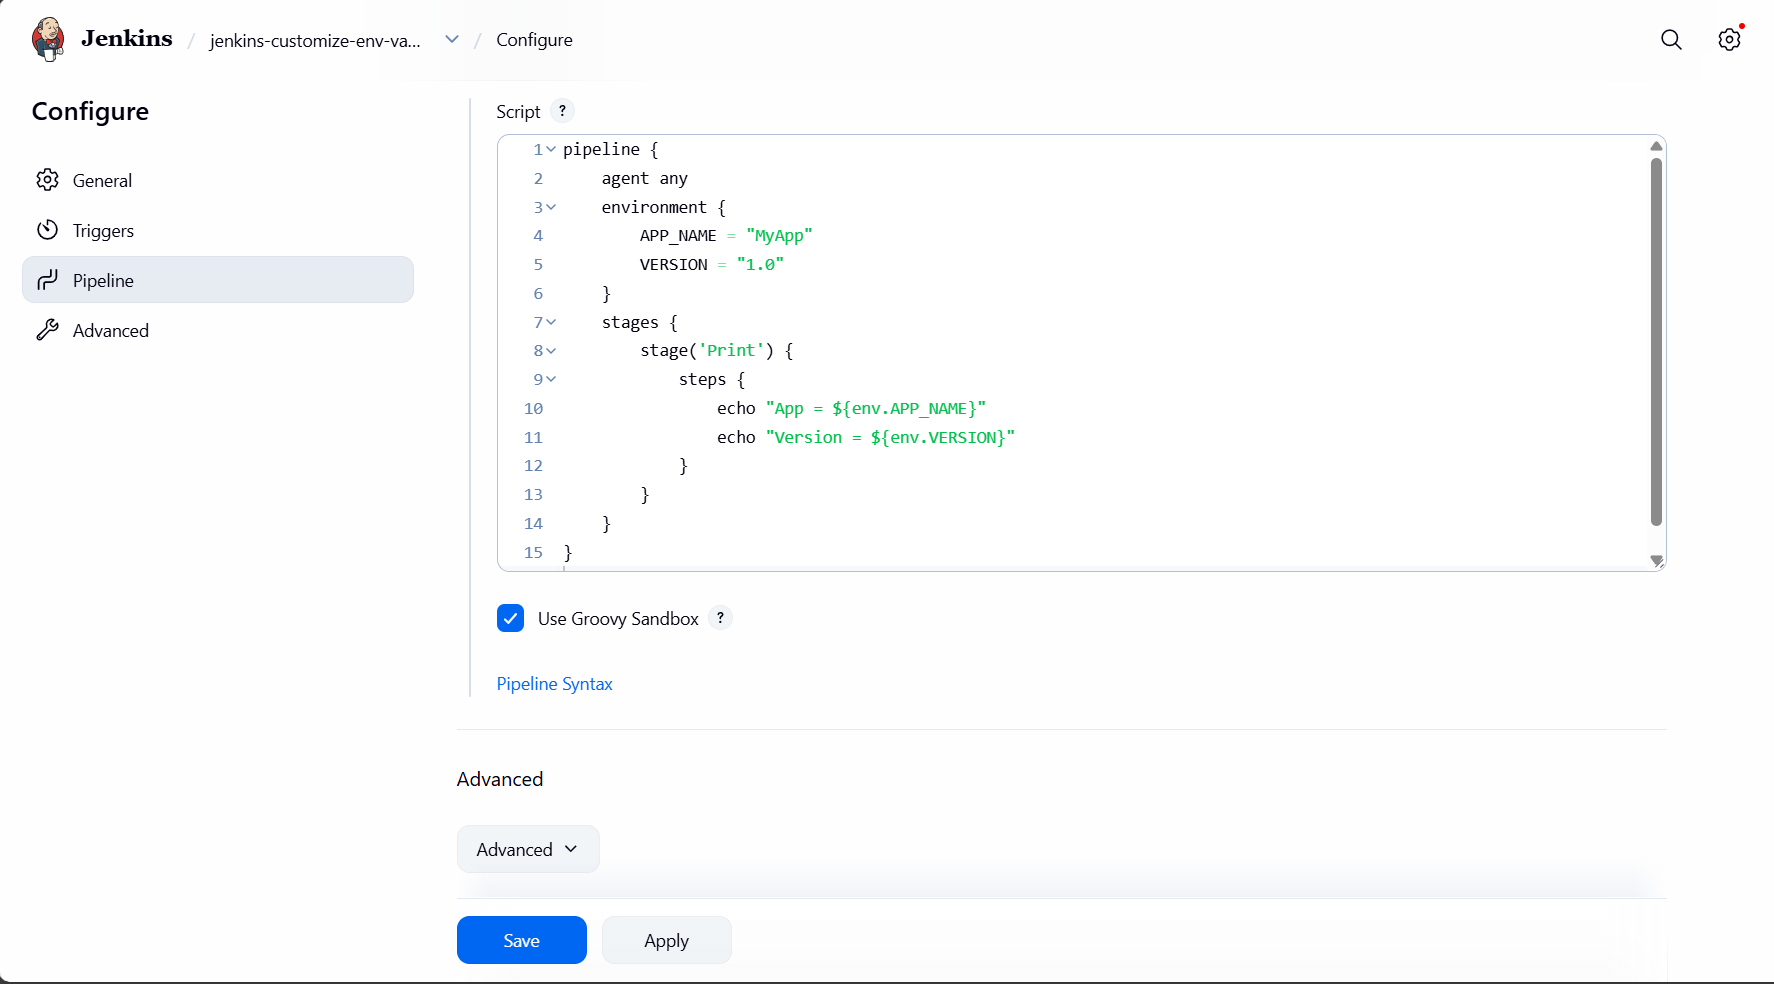 Jenkins / jenkins-customize-env-va... / Configure
Configure
General
Triggers
Pipeline
Advanced
Script ?
1 pipeline {
2     agent any
3     environment {
4         APP_NAME = "MyApp"
5         VERSION = "1.0"
6     }
7     stages {
8         stage('Print') {
9             steps {
10                 echo "App = ${env.APP_NAME}"
11                 echo "Version = ${env.VERSION}"
12             }
13         }
14     }
15 }
Use Groovy Sandbox ?
Pipeline Syntax
Advanced
Advanced
Save Apply